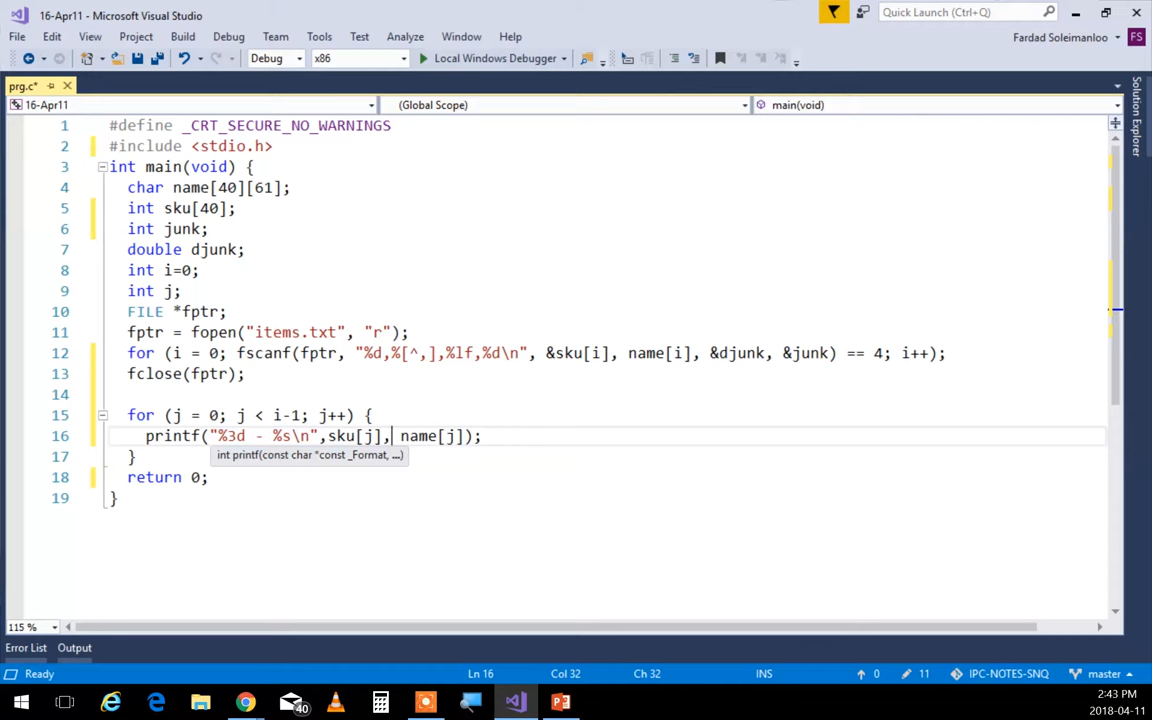 16-Apr11 - Microsoft Visual Studio
Quick Launch (Ctrl+Q)
File Edit View Project Build Debug Team Tools Test Analyze Window Help
Fardad Soleimanloo FS
Debug x86 Local Windows Debugger
prg.c*
16-Apr11 (Global Scope) main(void)
1 #define _CRT_SECURE_NO_WARNINGS
2 #include <stdio.h>
3 int main(void) {
4 char name[40][61];
5 int sku[40];
6 int junk;
7 double djunk;
8 int i=0;
9 int j;
10 FILE *fptr;
11 fptr = fopen("items.txt", "r");
12 for (i = 0; fscanf(fptr, "%d,%[^,],%lf,%d\n", &sku[i], name[i], &djunk, &junk) == 4; i++);
13 fclose(fptr);
14
15 for (j = 0; j < i-1; j++) {
16 printf("%3d - %s\n",sku[j], name[j]);
int printf(const char *const _Format, ...)
17 }
18 return 0;
19 }
Solution Explorer
115 %
Error List Output
Ready Ln 16 Col 32 Ch 32 INS 0 11 IPC-NOTES-SNQ master
40
2:43 PM
2018-04-11